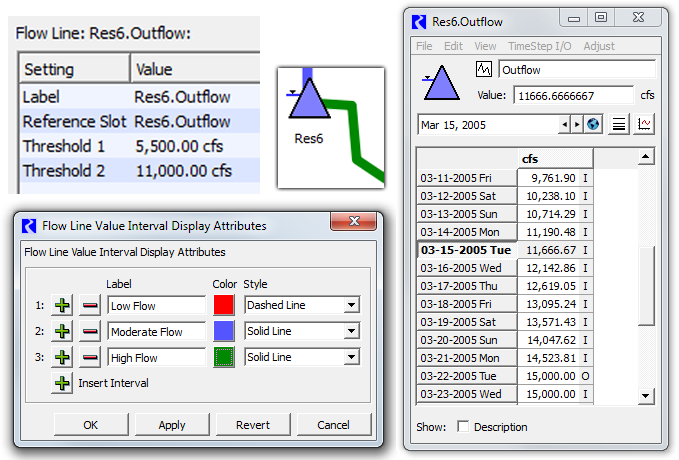 Flow Line: Res6.Outflow:
Setting Value
Label Res6.Outflow
Reference Slot Res6.Outflow
Threshold 1 5,500.00 cfs
Threshold 2 11,000.00 cfs
Res6
Flow Line Value Interval Display Attributes
Flow Line Value Interval Display Attributes
Label Color Style
1: Low Flow Dashed Line
2: Moderate Flow Solid Line
3: High Flow Solid Line
Insert Interval
OK Apply Revert Cancel
Res6.Outflow
File Edit View TimeStep I/O Adjust
Outflow
Value: 11666.6666667 cfs
Mar 15, 2005
cfs
03-11-2005 Fri 9,761.90 I
03-12-2005 Sat 10,238.10 I
03-13-2005 Sun 10,714.29 I
03-14-2005 Mon 11,190.48 I
03-15-2005 Tue 11,666.67 I
03-16-2005 Wed 12,142.86 I
03-17-2005 Thu 12,619.05 I
03-18-2005 Fri 13,095.24 I
03-19-2005 Sat 13,571.43 I
03-20-2005 Sun 14,047.62 I
03-21-2005 Mon 14,523.81 I
03-22-2005 Tue 15,000.00 O
03-23-2005 Wed 15,000.00 I
Show: Description